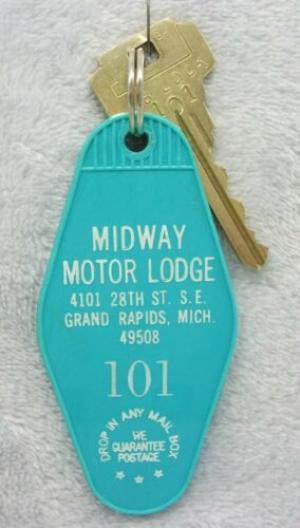 101
MIDWAY
MOTOR LODGE
4101 28TH ST. S.E.
GRAND RAPIDS, MICH.
49508
101
DROP IN ANY MAIL BOX
WE
GUARANTEE
POSTAGE